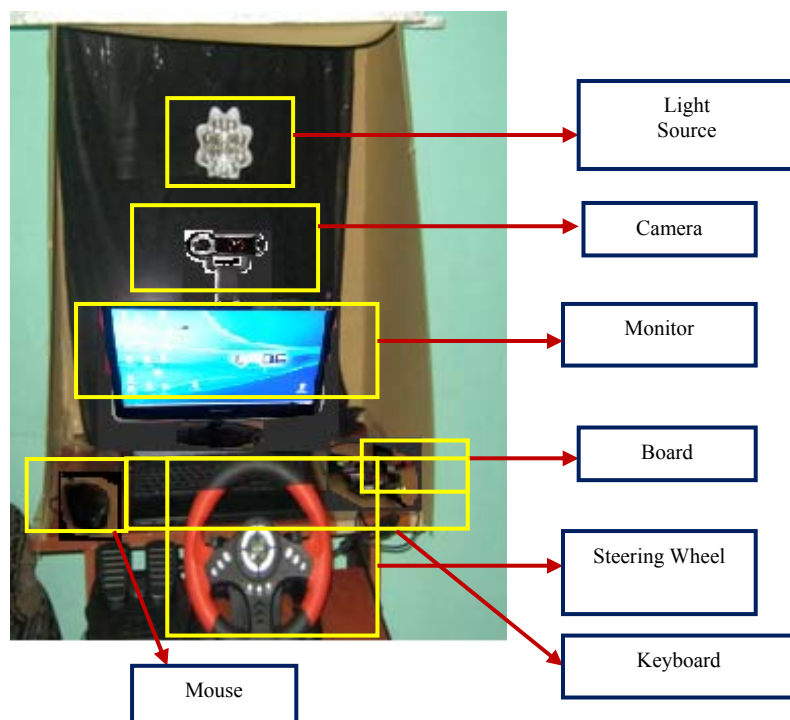 Light
Source
Camera
Monitor
Board
Steering Wheel
Keyboard
Mouse